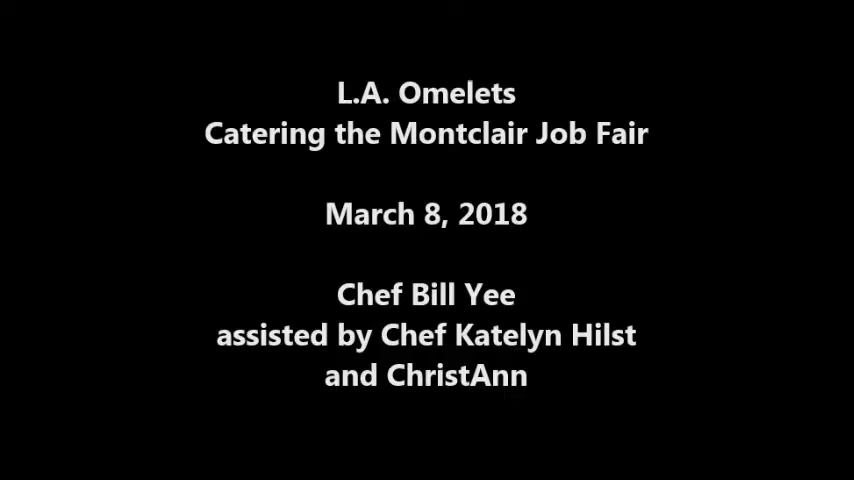 L.A. Omelets
Catering the Montclair Job Fair
March 8, 2018
Chef Bill Yee
assisted by Chef Katelyn Hilst
and ChristAnn